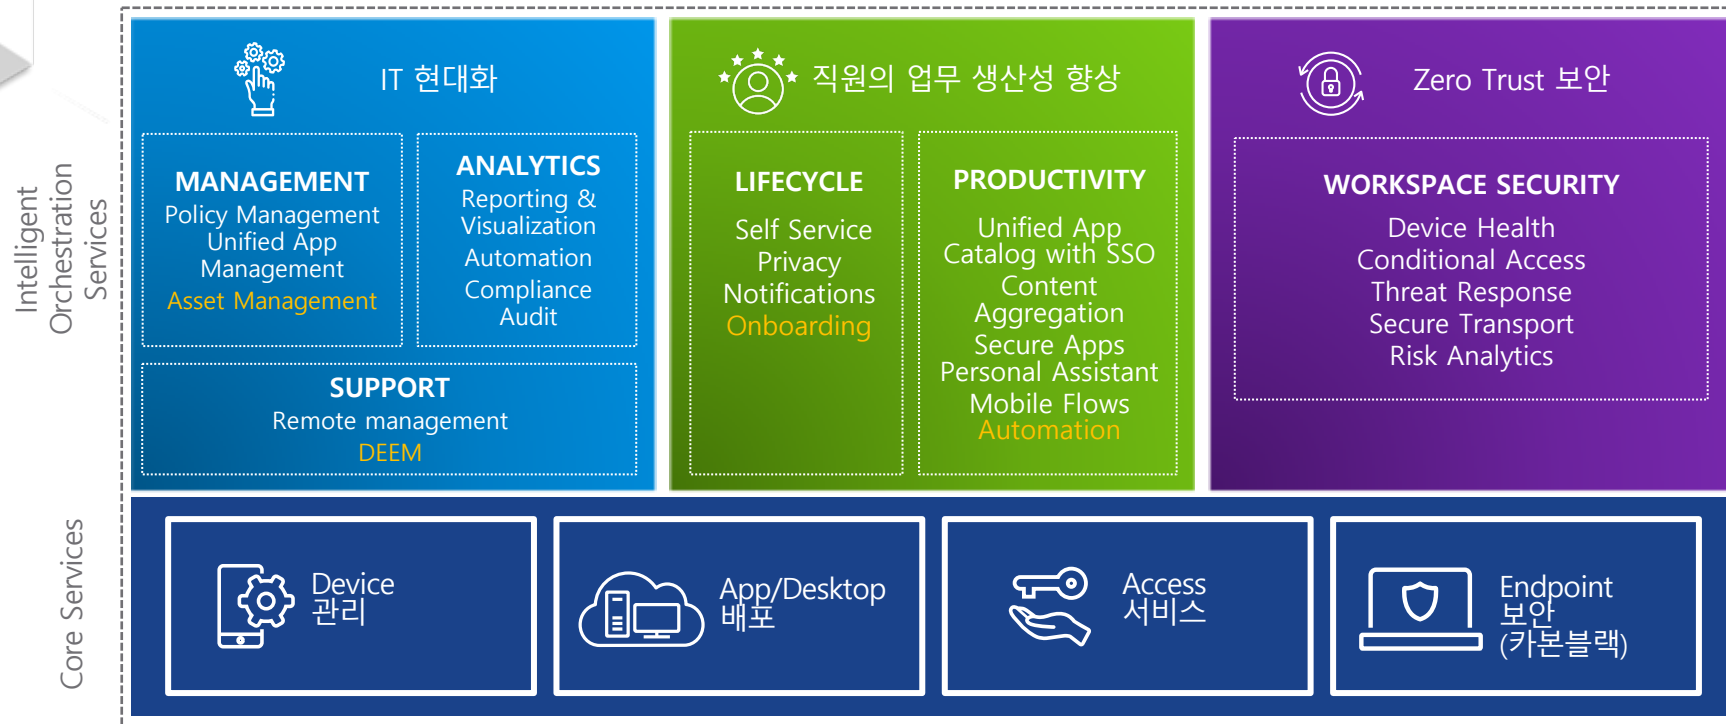 Intelligent
Orchestration
Services
IT 현대화
MANAGEMENT
Policy Management
Unified App
Management
Asset Management
ANALYTICS
Reporting &
Visualization
Automation
Compliance
Audit
SUPPORT
Remote management
DEEM
직원의 업무 생산성 향상
LIFECYCLE
Self Service
Privacy
Notifications
Onboarding
PRODUCTIVITY
Unified App
Catalog with SSO
Content
Aggregation
Secure Apps
Personal Assistant
Mobile Flows
Automation
Zero Trust 보안
WORKSPACE SECURITY
Device Health
Conditional Access
Threat Response
Secure Transport
Risk Analytics
Core Services
Device
관리
App/Desktop
배포
Access
서비스
Endpoint
보안
(카본블랙)